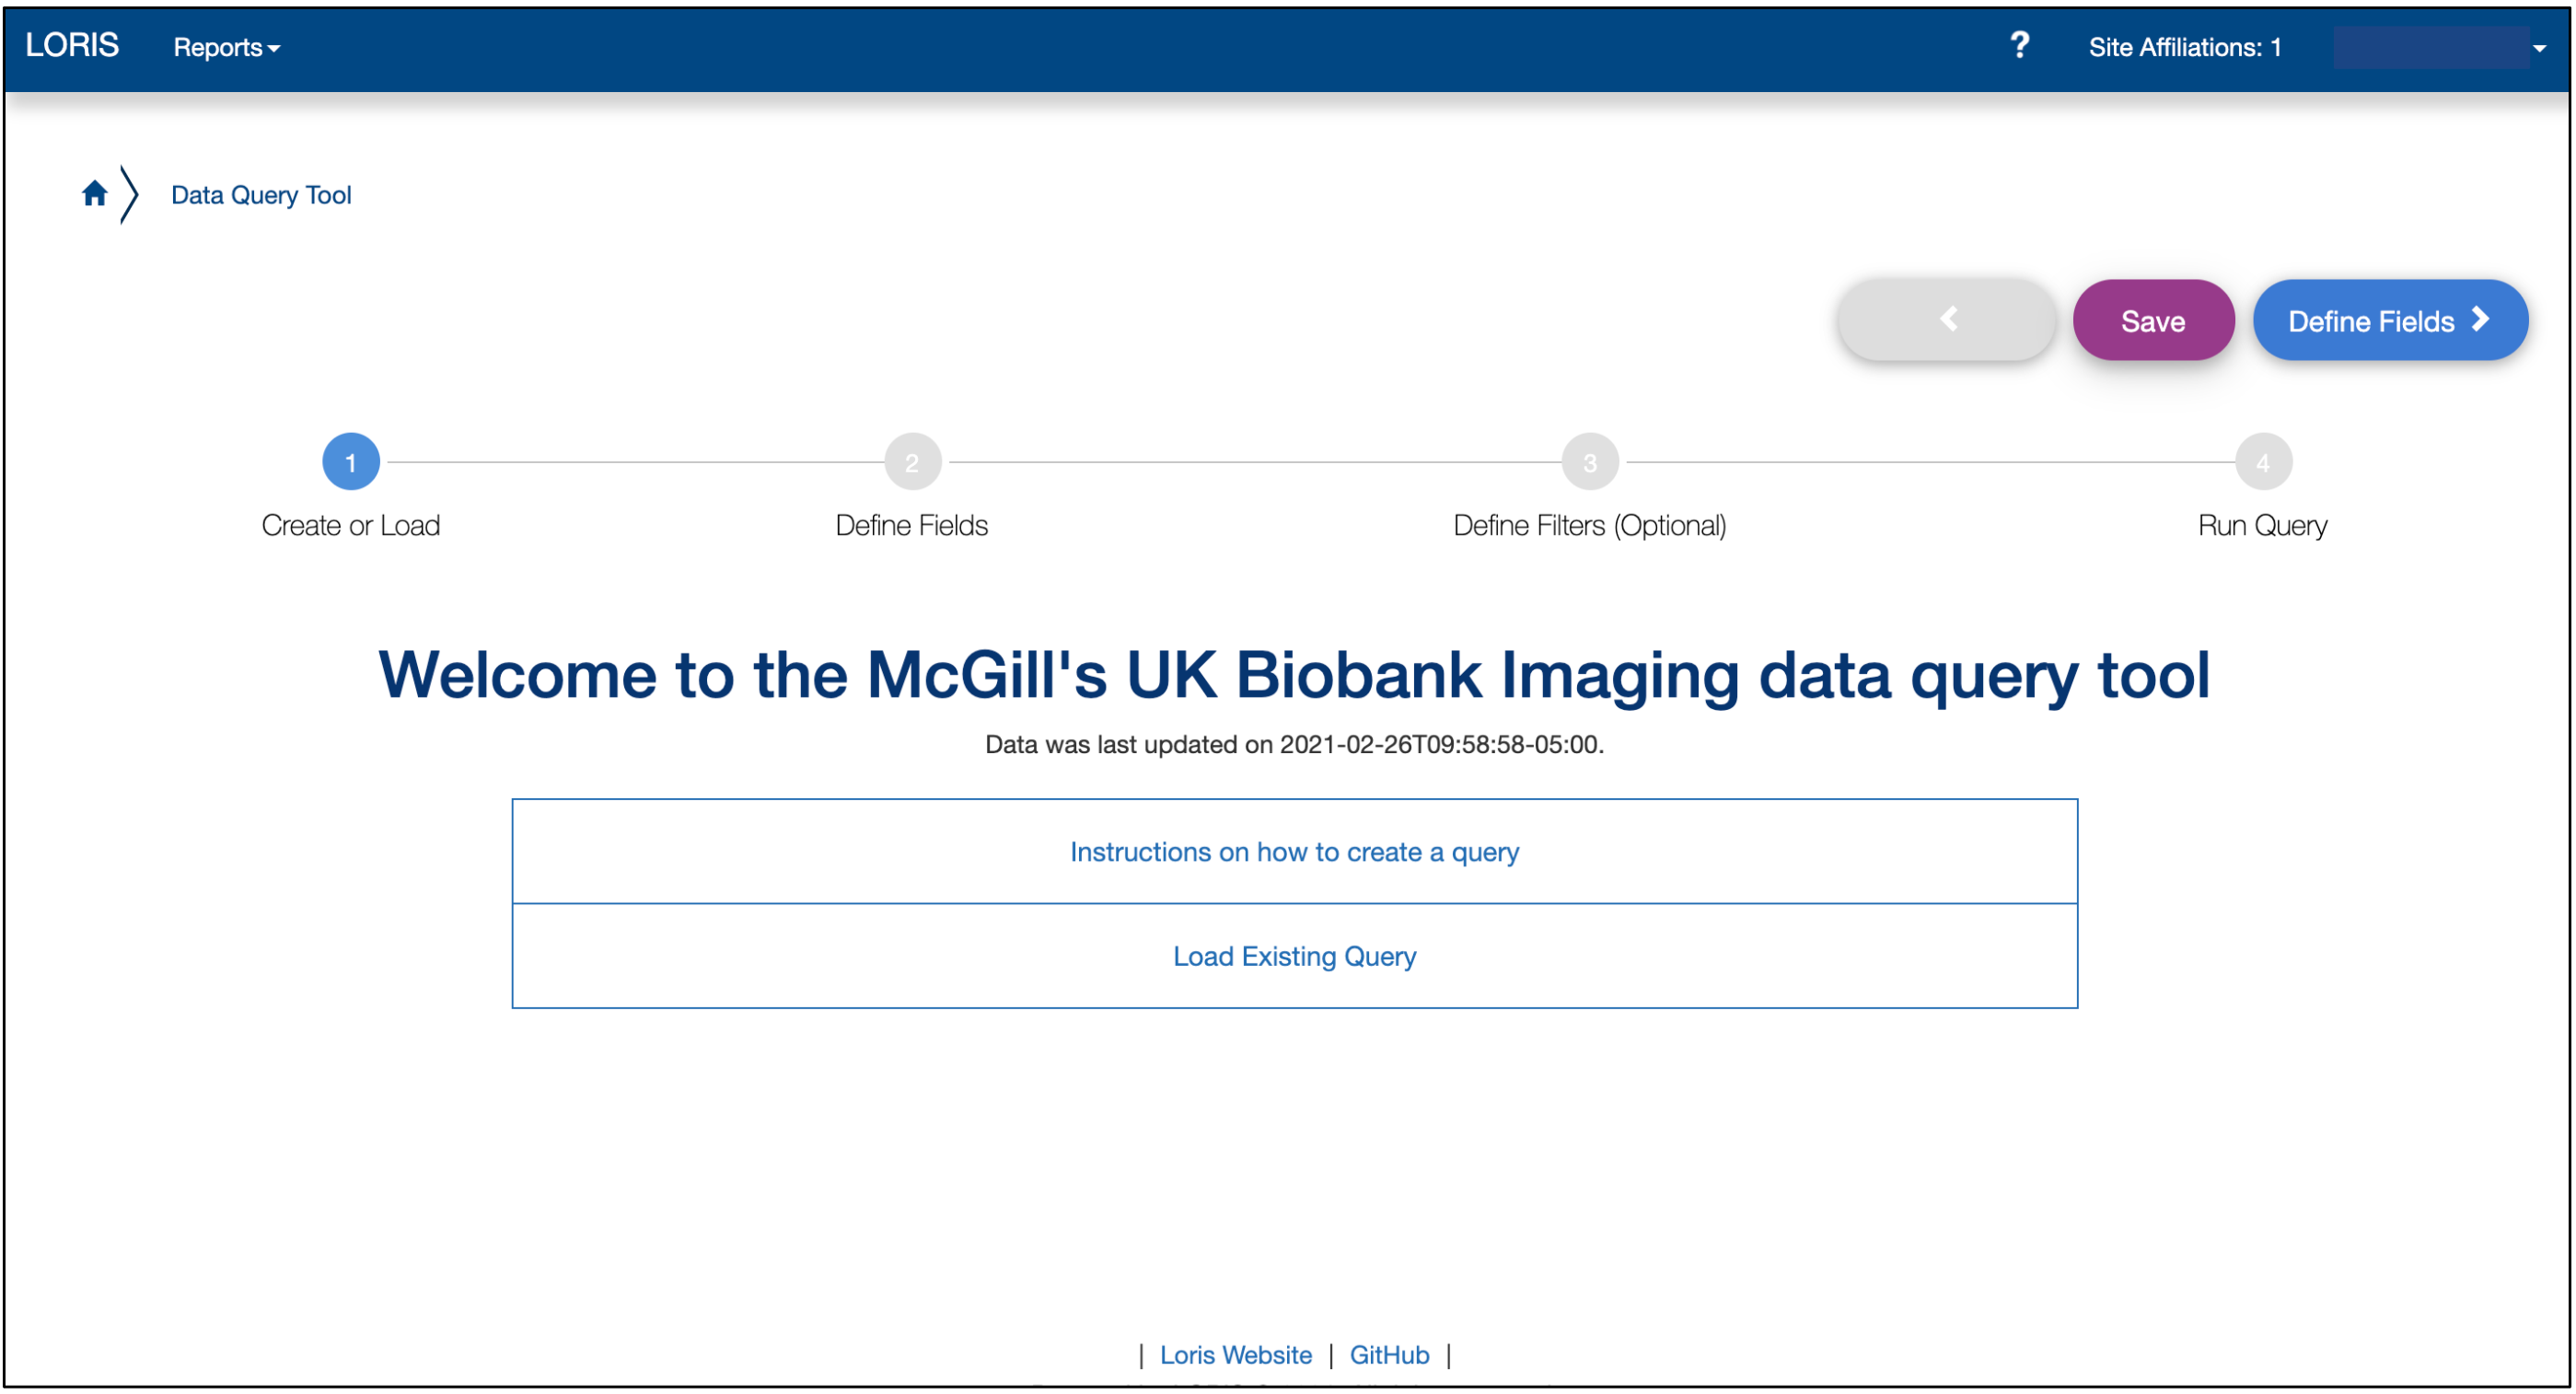 LORIS Reports ? Site Affiliations: 1
Data Query Tool
Save Define Fields
1 2 3 4
Create or Load Define Fields Define Filters (Optional) Run Query
Welcome to the McGill's UK Biobank Imaging data query tool
Data was last updated on 2021-02-26T09:58:58-05:00.
Instructions on how to create a query
Load Existing Query
| Loris Website | GitHub |